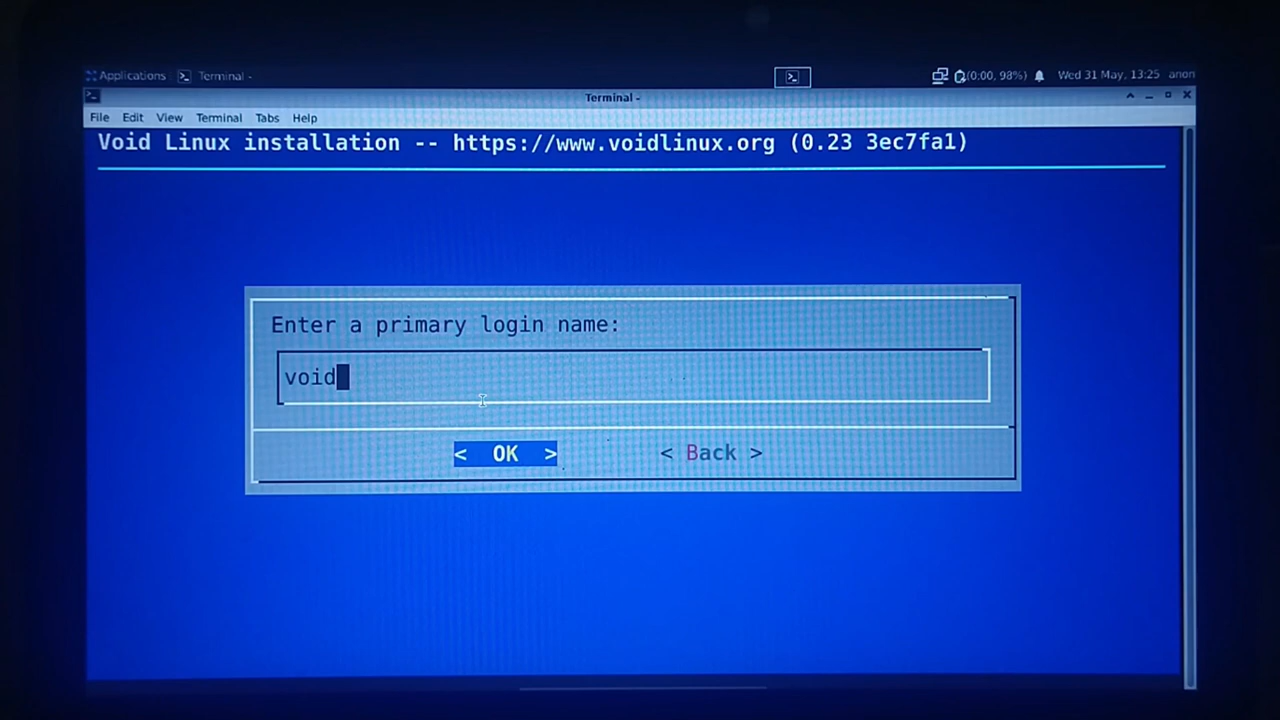 Applications Terminal - (0:00, 98%) Wed 31 May, 13:25 anon
Terminal -
File Edit View Terminal Tabs Help
Void Linux installation -- https://www.voidlinux.org (0.23 3ec7fa1)
Enter a primary login name:
void
< OK > < Back >